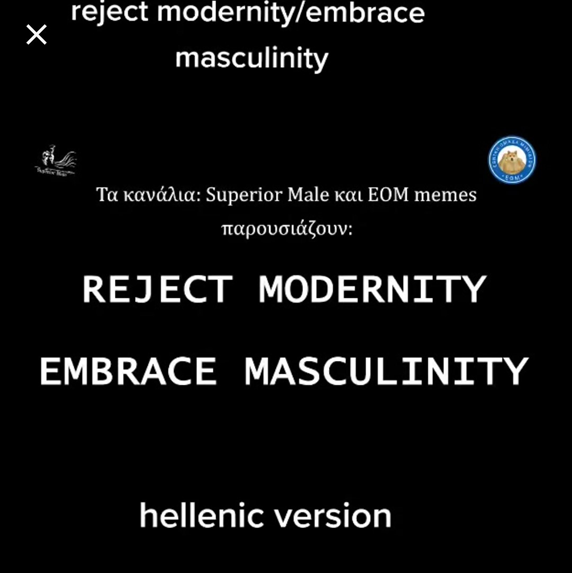 reject modernity/embrace
masculinity
Τα κανάλια: Superior Male και EOM memes
παρουσιάζουν:
REJECT MODERNITY
EMBRACE MASCULINITY
hellenic version